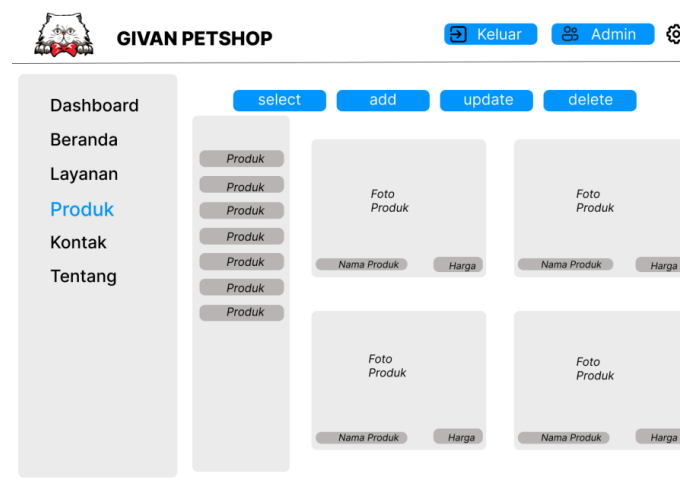 GIVAN PETSHOP
Keluar
Admin
Dashboard
Beranda
Layanan
Produk
Kontak
Tentang
select
add
update
delete
Produk
Produk
Produk
Produk
Produk
Produk
Produk
Foto
Produk
Nama Produk
Harga
Foto
Produk
Nama Produk
Harga
Foto
Produk
Nama Produk
Harga
Foto
Produk
Nama Produk
Harga